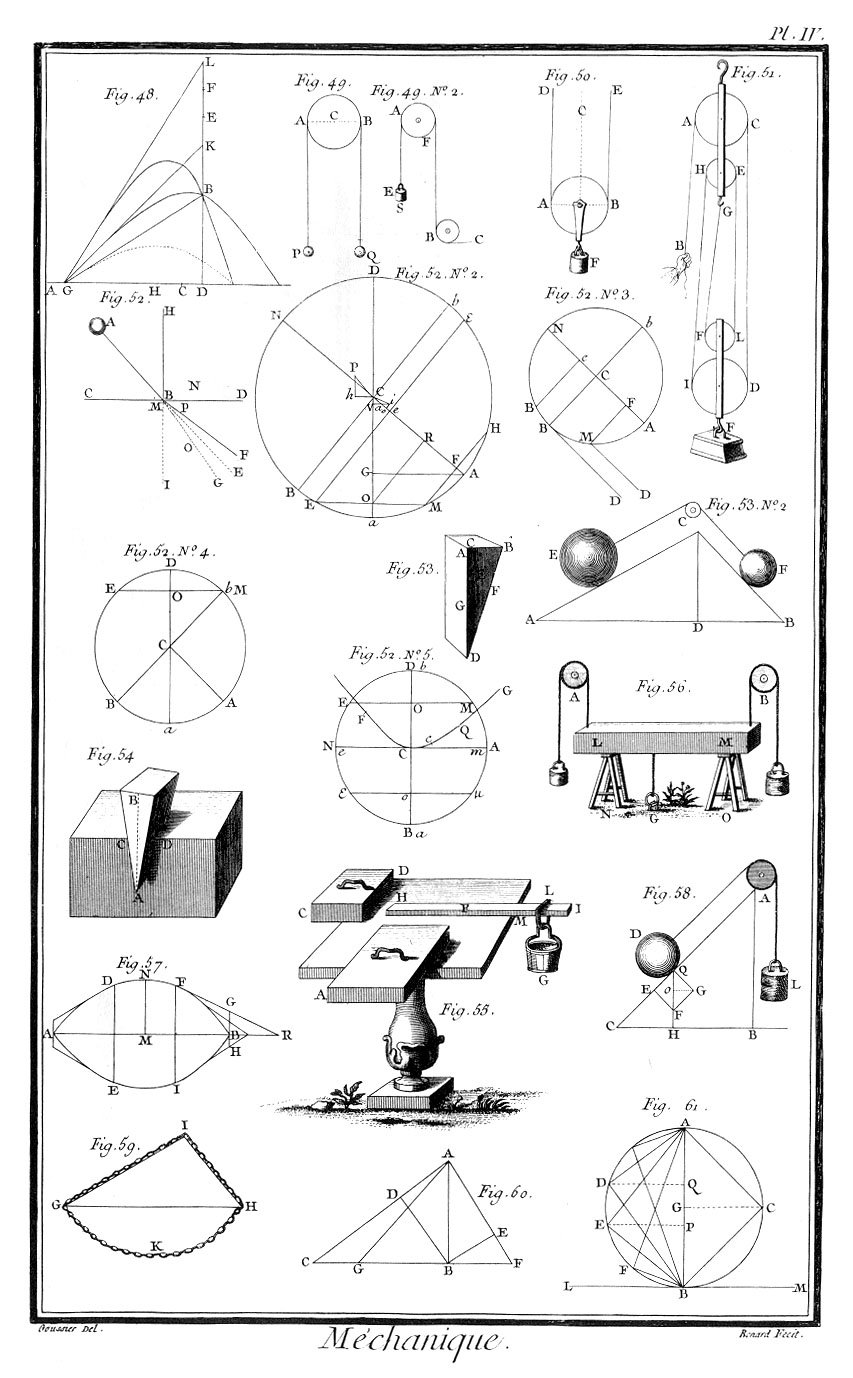 Pl. IV.
Fig. 48.
L
F
E
K
B
A G H C D
Fig. 49.
A C B
P Q
Fig. 49. N.º 2.
A
F
E
S
B C
Fig. 50.
D E
C
A B
F
Fig. 51.
A C
H E
G
B
F L
I D
F
Fig. 52.
A
H
C B N D
M P
O F
E
I G
Fig. 52. N.º 2.
D
N b
ε
P
h C i
a o e
R H
F
G A
B E O M
a
Fig. 52. N.º 3.
N b
c
C
B F
B M A
D D
Fig. 52. N.º 4.
D
E O b M
C
B A
a
Fig. 53.
C
A B
F
G
D
Fig. 53. N.º 2
C
E F
A D B
Fig. 52. N.º 5.
D b
G
E O M
F c Q
N e C m A
ε o u
B a
Fig. 56.
A B
L M
N G O
Fig. 54
B
C D
A
Fig. 55.
D
C H F L I
M
A G
Fig. 58.
A
D
Q
E O G L
F
C H B
Fig. 57.
D N F
G
A M B R
H
E I
Fig. 59.
I
G H
K
Fig. 60.
A
D
E
C G B F
Fig. 61.
A
D Q
G C
E P
F
L B M
Goussier Del.
Méchanique.
Benard Fecit.